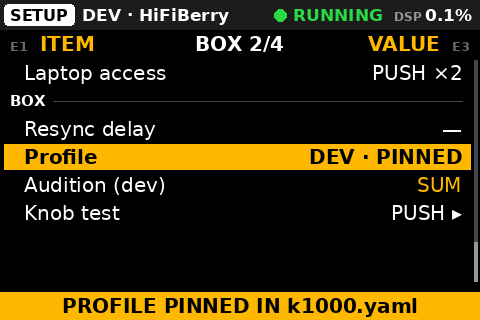 SETUP DEV · HiFiBerry RUNNING DSP 0.1%
E1 ITEM BOX 2/4 VALUE E3
Laptop access PUSH ×2
BOX
Resync delay —
Profile DEV · PINNED
Audition (dev) SUM
Knob test PUSH ▸
PROFILE PINNED IN k1000.yaml